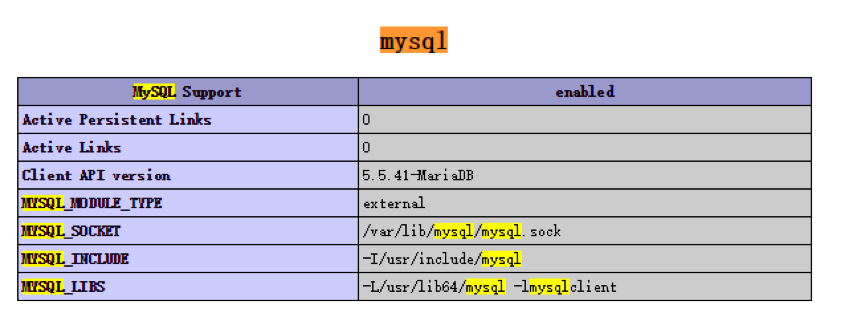 mysql
MySQL Support enabled
Active Persistent Links 0
Active Links 0
Client API version 5.5.41-MariaDB
MYSQL_MODULE_TYPE external
MYSQL_SOCKET /var/lib/mysql/mysql.sock
MYSQL_INCLUDE -I/usr/include/mysql
MYSQL_LIBS -L/usr/lib64/mysql -lmysqlclient